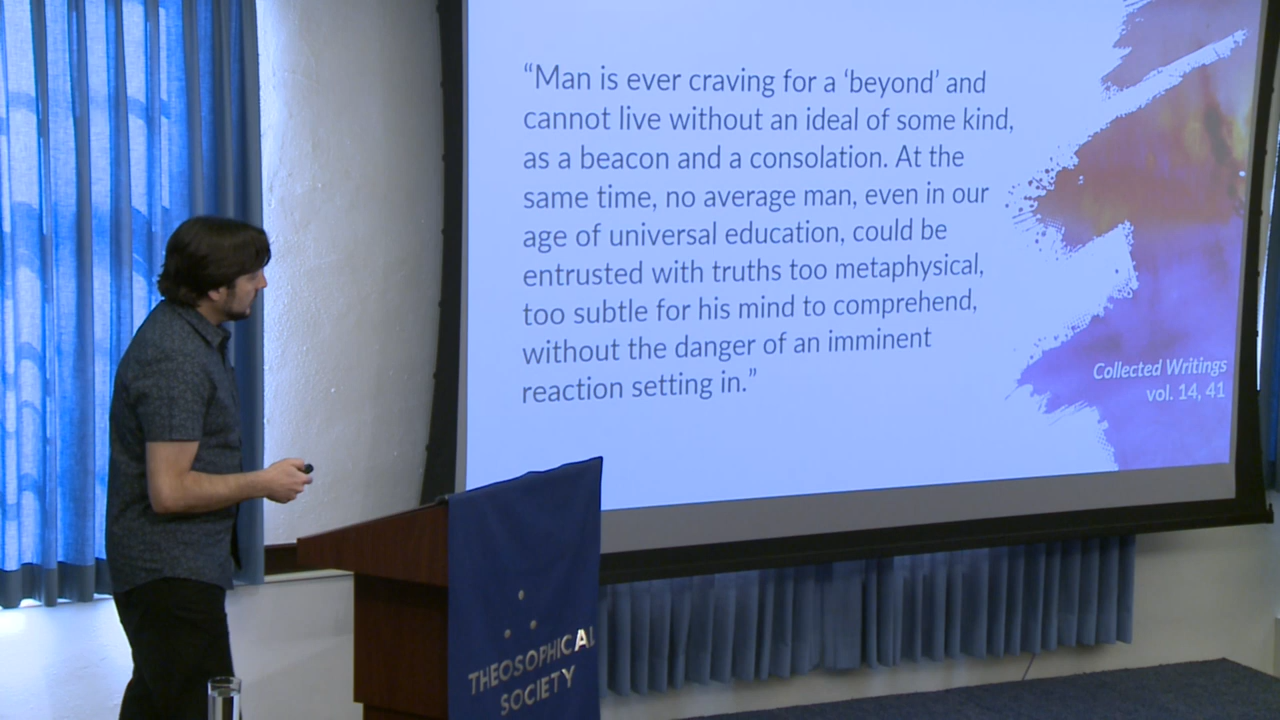 “Man is ever craving for a ‘beyond’ and
cannot live without an ideal of some kind,
as a beacon and a consolation. At the
same time, no average man, even in our
age of universal education, could be
entrusted with truths too metaphysical,
too subtle for his mind to comprehend,
without the danger of an imminent
reaction setting in.”
Collected Writings
vol. 14, 41
THEOSOPHICAL
SOCIETY